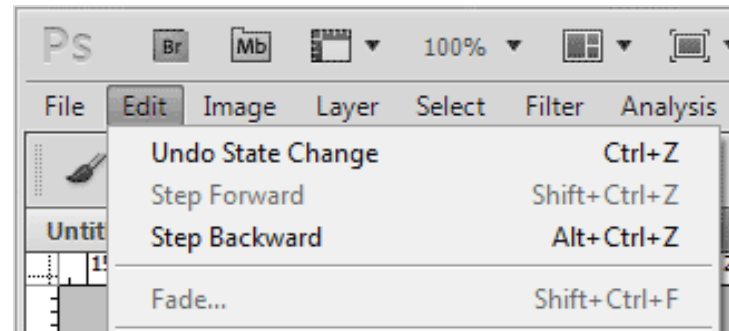 Ps Br Mb 100%
File Edit Image Layer Select Filter Analysis
Undo State Change Ctrl+Z
Step Forward Shift+Ctrl+Z
Untit
Step Backward Alt+Ctrl+Z
Fade... Shift+Ctrl+F